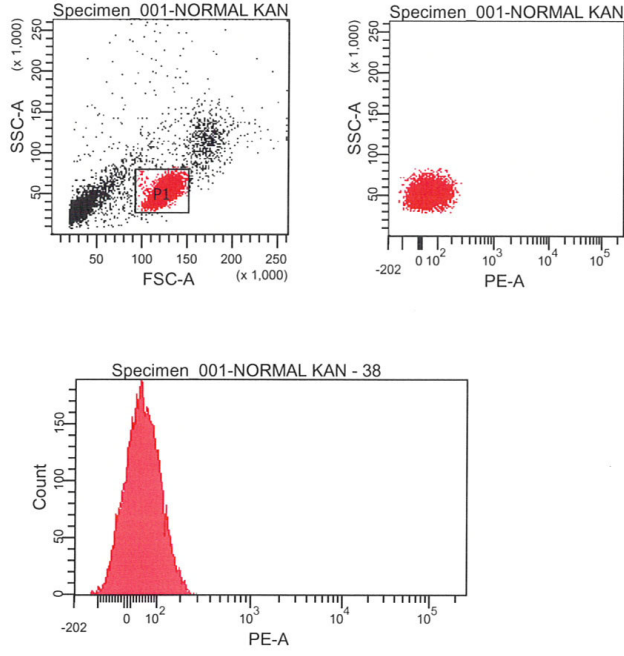 Specimen_001-NORMAL KAN
(x 1,000)
SSC-A
250
200
150
100
50
P1
50 100 150 200 250
FSC-A
(x 1,000)
Specimen_001-NORMAL KAN
(x 1,000)
SSC-A
250
200
150
100
50
-202 0 10² 10³ 10⁴ 10⁵
PE-A
Specimen_001-NORMAL KAN - 38
Count
150
100
50
0
-202 0 10² 10³ 10⁴ 10⁵
PE-A